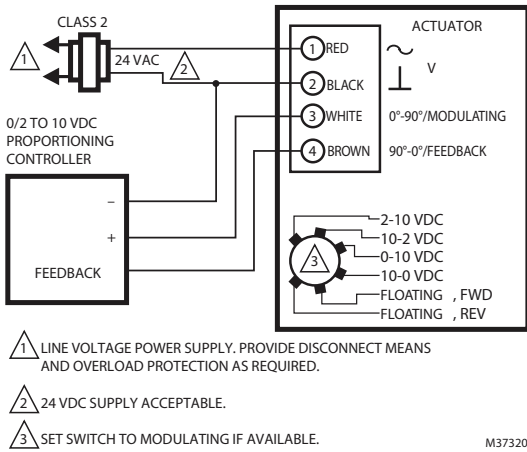 CLASS 2
1
24 VAC
2
0/2 TO 10 VDC
PROPORTIONING
CONTROLLER
–
+
FEEDBACK
ACTUATOR
1 RED
V
2 BLACK
3 WHITE 0°-90°/MODULATING
4 BROWN 90°-0°/FEEDBACK
3
2-10 VDC
10-2 VDC
0-10 VDC
10-0 VDC
FLOATING , FWD
FLOATING , REV
1 LINE VOLTAGE POWER SUPPLY. PROVIDE DISCONNECT MEANS
AND OVERLOAD PROTECTION AS REQUIRED.
2 24 VDC SUPPLY ACCEPTABLE.
3 SET SWITCH TO MODULATING IF AVAILABLE.
M37320